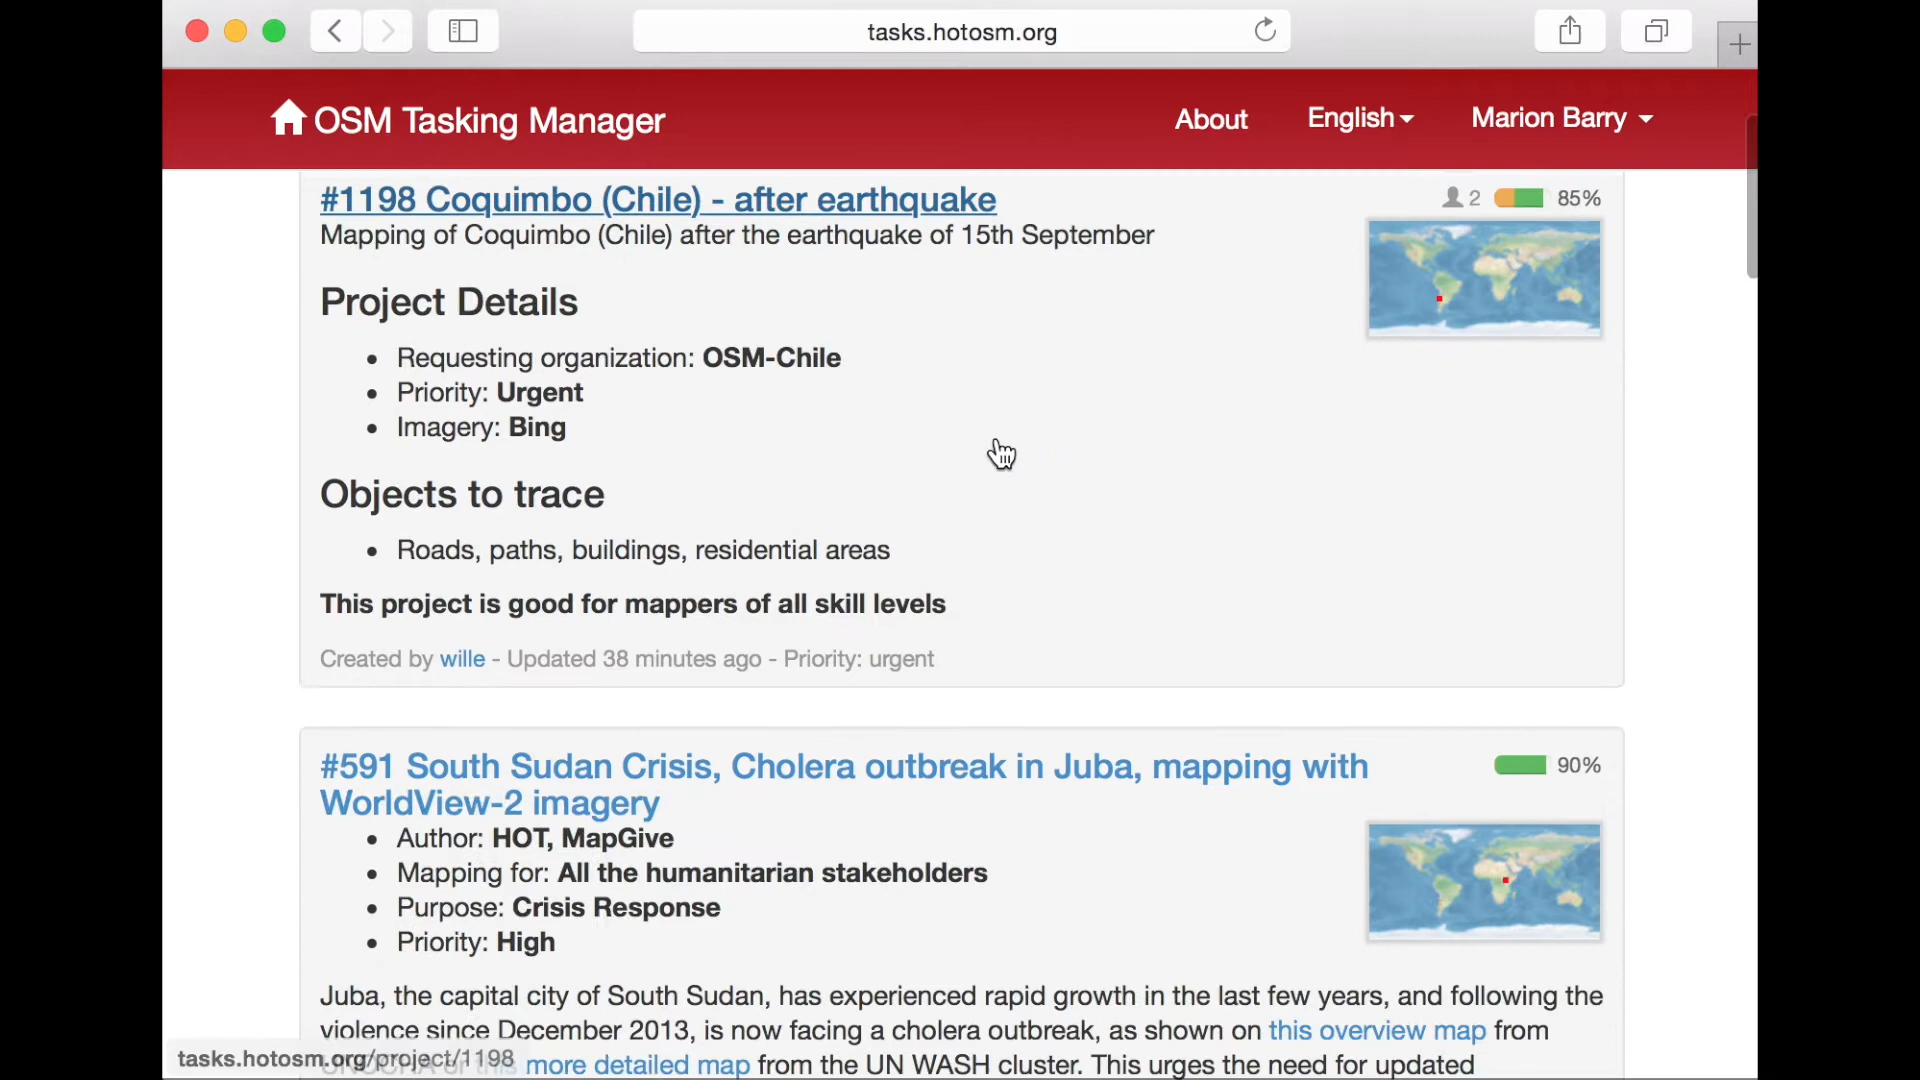 tasks.hotosm.org
OSM Tasking Manager
About
English
Marion Barry
#1198 Coquimbo (Chile) - after earthquake
2
85%
Mapping of Coquimbo (Chile) after the earthquake of 15th September
Project Details
Requesting organization: OSM-Chile
Priority: Urgent
Imagery: Bing
Objects to trace
Roads, paths, buildings, residential areas
This project is good for mappers of all skill levels
Created by wille - Updated 38 minutes ago - Priority: urgent
#591 South Sudan Crisis, Cholera outbreak in Juba, mapping with
WorldView-2 imagery
90%
Author: HOT, MapGive
Mapping for: All the humanitarian stakeholders
Purpose: Crisis Response
Priority: High
Juba, the capital city of South Sudan, has experienced rapid growth in the last few years, and following the
violence since December 2013, is now facing a cholera outbreak, as shown on this overview map from
more detailed map from the UN WASH cluster. This urges the need for updated
tasks.hotosm.org/project/1198